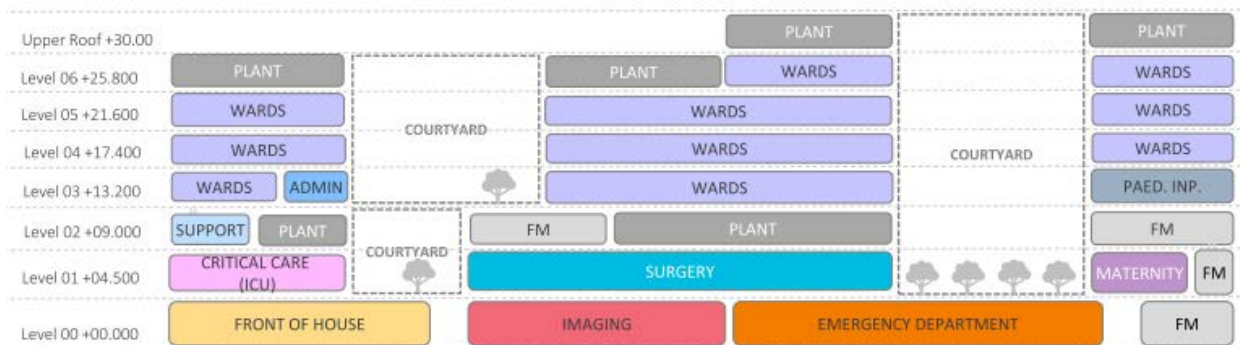 Upper Roof +30.00 PLANT PLANT
Level 06 +25.800 PLANT PLANT WARDS WARDS
Level 05 +21.600 WARDS WARDS WARDS
COURTYARD
Level 04 +17.400 WARDS WARDS COURTYARD WARDS
Level 03 +13.200 WARDS ADMIN WARDS PAED. INP.
Level 02 +09.000 SUPPORT PLANT FM PLANT FM
COURTYARD
Level 01 +04.500 CRITICAL CARE (ICU) SURGERY MATERNITY FM
Level 00 +00.000 FRONT OF HOUSE IMAGING EMERGENCY DEPARTMENT FM